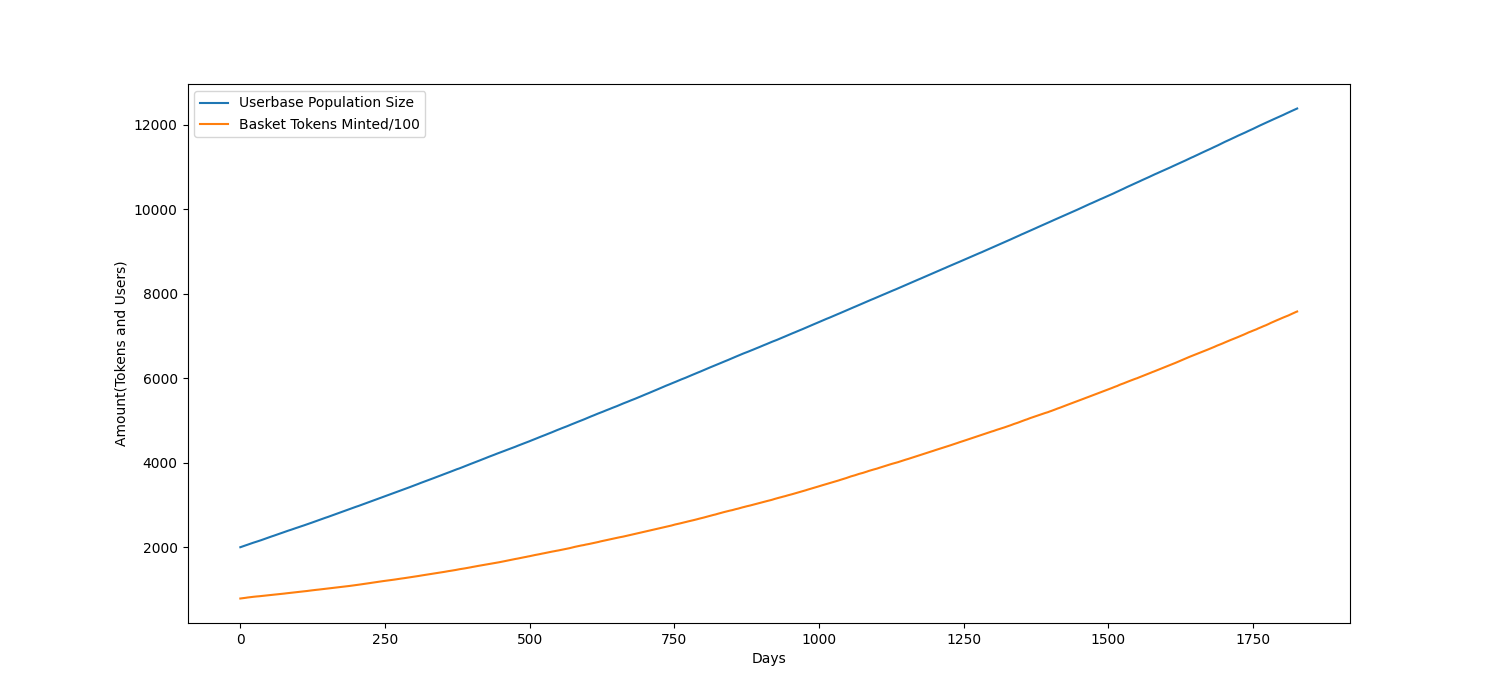 Userbase Population Size
Basket Tokens Minted/100
12000
10000
8000
6000
4000
2000
Amount(Tokens and Users)
0 250 500 750 1000 1250 1500 1750
Days